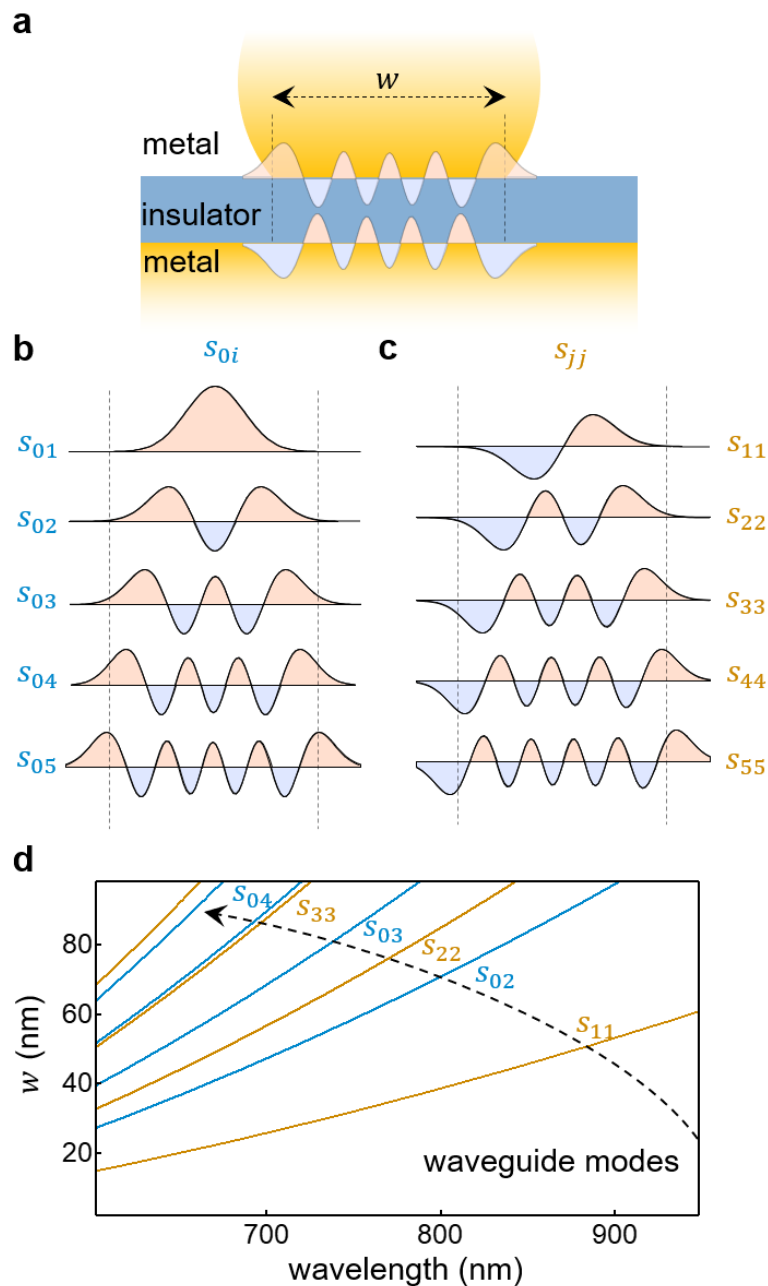 a
w
metal
insulator
metal
b
s0i
c
sjj
s01
s02
s03
s04
s05
s11
s22
s33
s44
s55
d
s04
s33
s03
s22
s02
s11
80
60
40
20
w (nm)
waveguide modes
700 800 900
wavelength (nm)